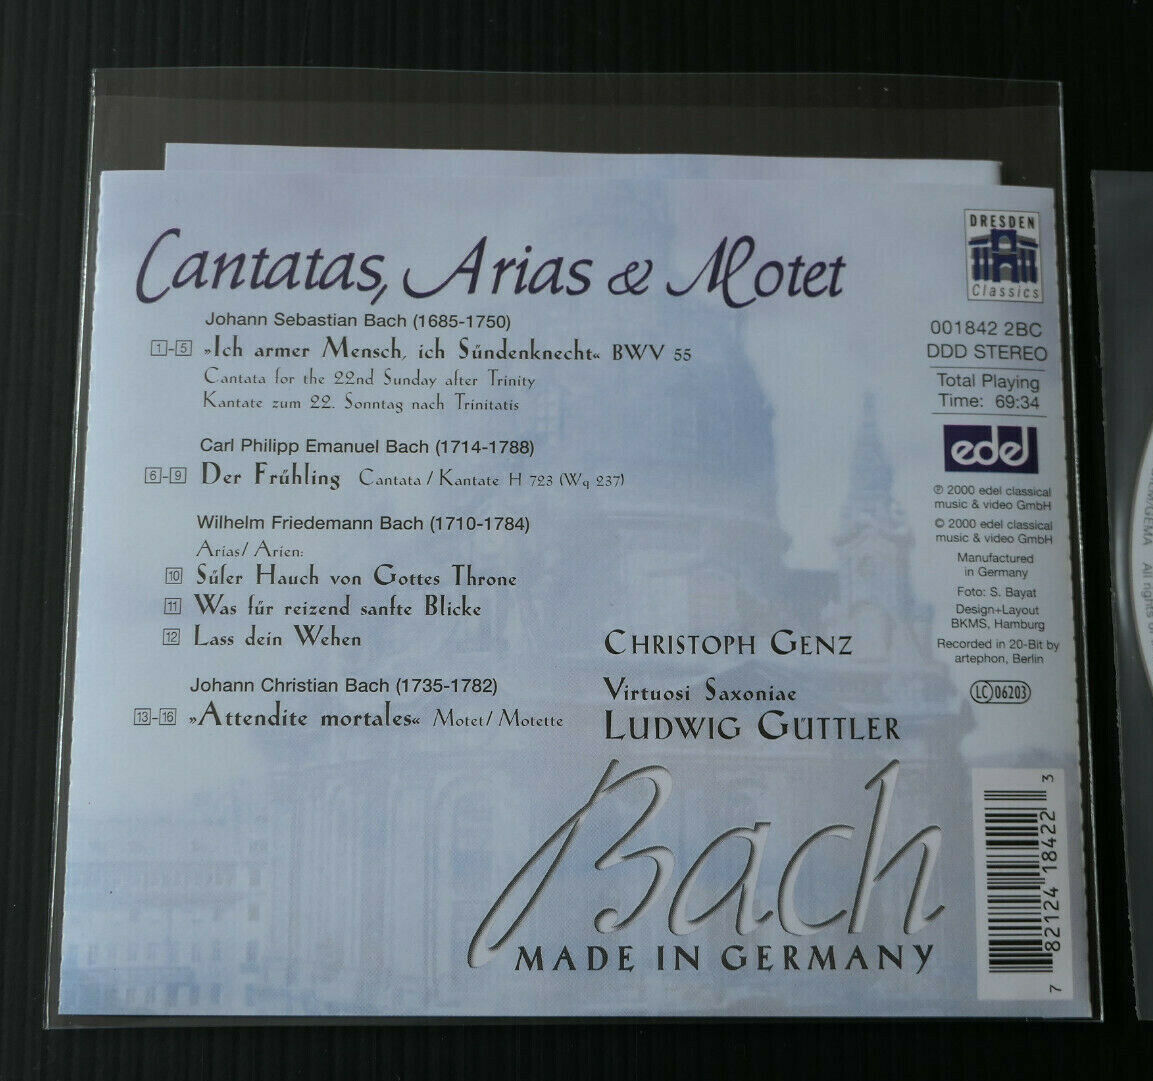 Cantatas, Arias & Motet
Johann Sebastian Bach (1685-1750)
1-5 »Ich armer Mensch, ich Sündenknecht« BWV 55
Cantata for the 22nd Sunday after Trinity
Kantate zum 22. Sonntag nach Trinitatis
Carl Philipp Emanuel Bach (1714-1788)
6-9 Der Frühling Cantata / Kantate H 723 (Wq 237)
Wilhelm Friedemann Bach (1710-1784)
Arias/ Arien:
10 Süßer Hauch von Gottes Throne
11 Was für reizend sanfte Blicke
12 Lass dein Wehen
Johann Christian Bach (1735-1782)
13-16 »Attendite mortales« Motet/ Motette
CHRISTOPH GENZ
Virtuosi Saxoniae
LUDWIG GÜTTLER
Bach
MADE IN GERMANY
DRESDEN
Classics
001842 2BC
DDD STEREO
Total Playing
Time: 69:34
edel
℗ 2000 edel classical
music & video GmbH
© 2000 edel classical
music & video GmbH
Manufactured
in Germany
Foto: S. Bayat
Design+Layout
BKMS, Hamburg
Recorded in 20-Bit by
artephon, Berlin
LC 06203
7 82124 18422 3
GEMA All rights of